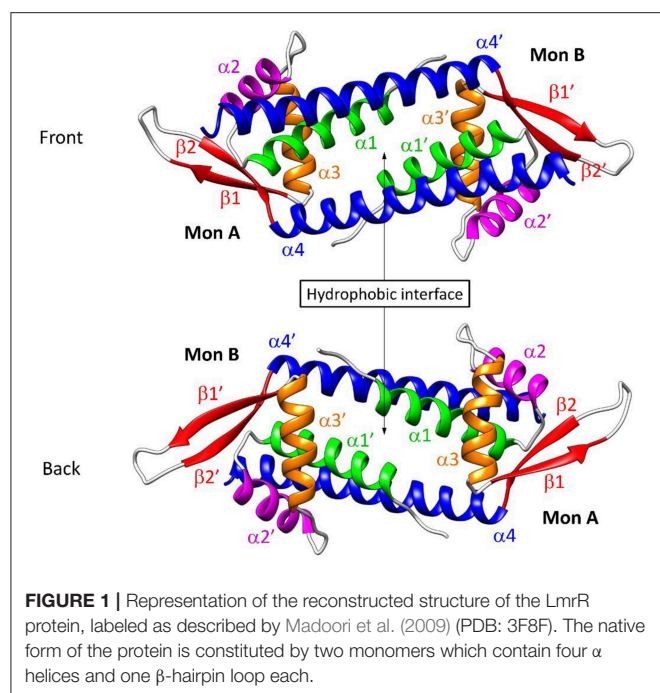 α4'
Mon B
α2
β1'
α3'
Front
α1
α1'
β2
α3
β1
β2'
Mon A
α2'
α4
Hydrophobic interface
α4'
Mon B
α2
β1'
β2
α3'
α1
α1'
α3
Back
β2'
β1
Mon A
α2'
α4
FIGURE 1 | Representation of the reconstructed structure of the LmrR
protein, labeled as described by Madoori et al. (2009) (PDB: 3F8F). The native
form of the protein is constituted by two monomers which contain four α
helices and one β-hairpin loop each.